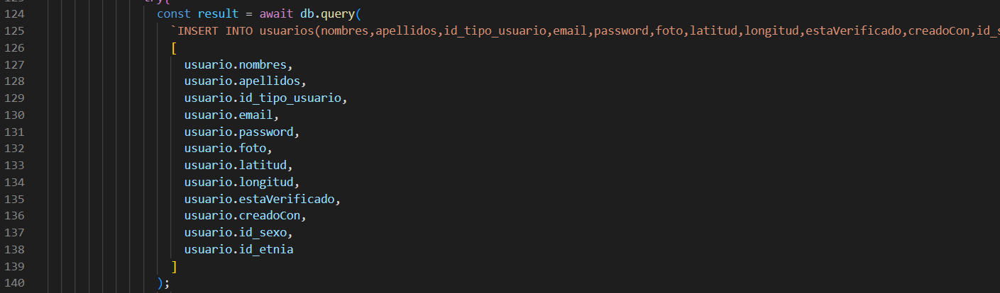 try{
124 const result = await db.query(
125 `INSERT INTO usuarios(nombres,apellidos,id_tipo_usuario,email,password,foto,latitud,longitud,estaVerificado,creadoCon,id_s
126 [
127 usuario.nombres,
128 usuario.apellidos,
129 usuario.id_tipo_usuario,
130 usuario.email,
131 usuario.password,
132 usuario.foto,
133 usuario.latitud,
134 usuario.longitud,
135 usuario.estaVerificado,
136 usuario.creadoCon,
137 usuario.id_sexo,
138 usuario.id_etnia
139 ]
140 );